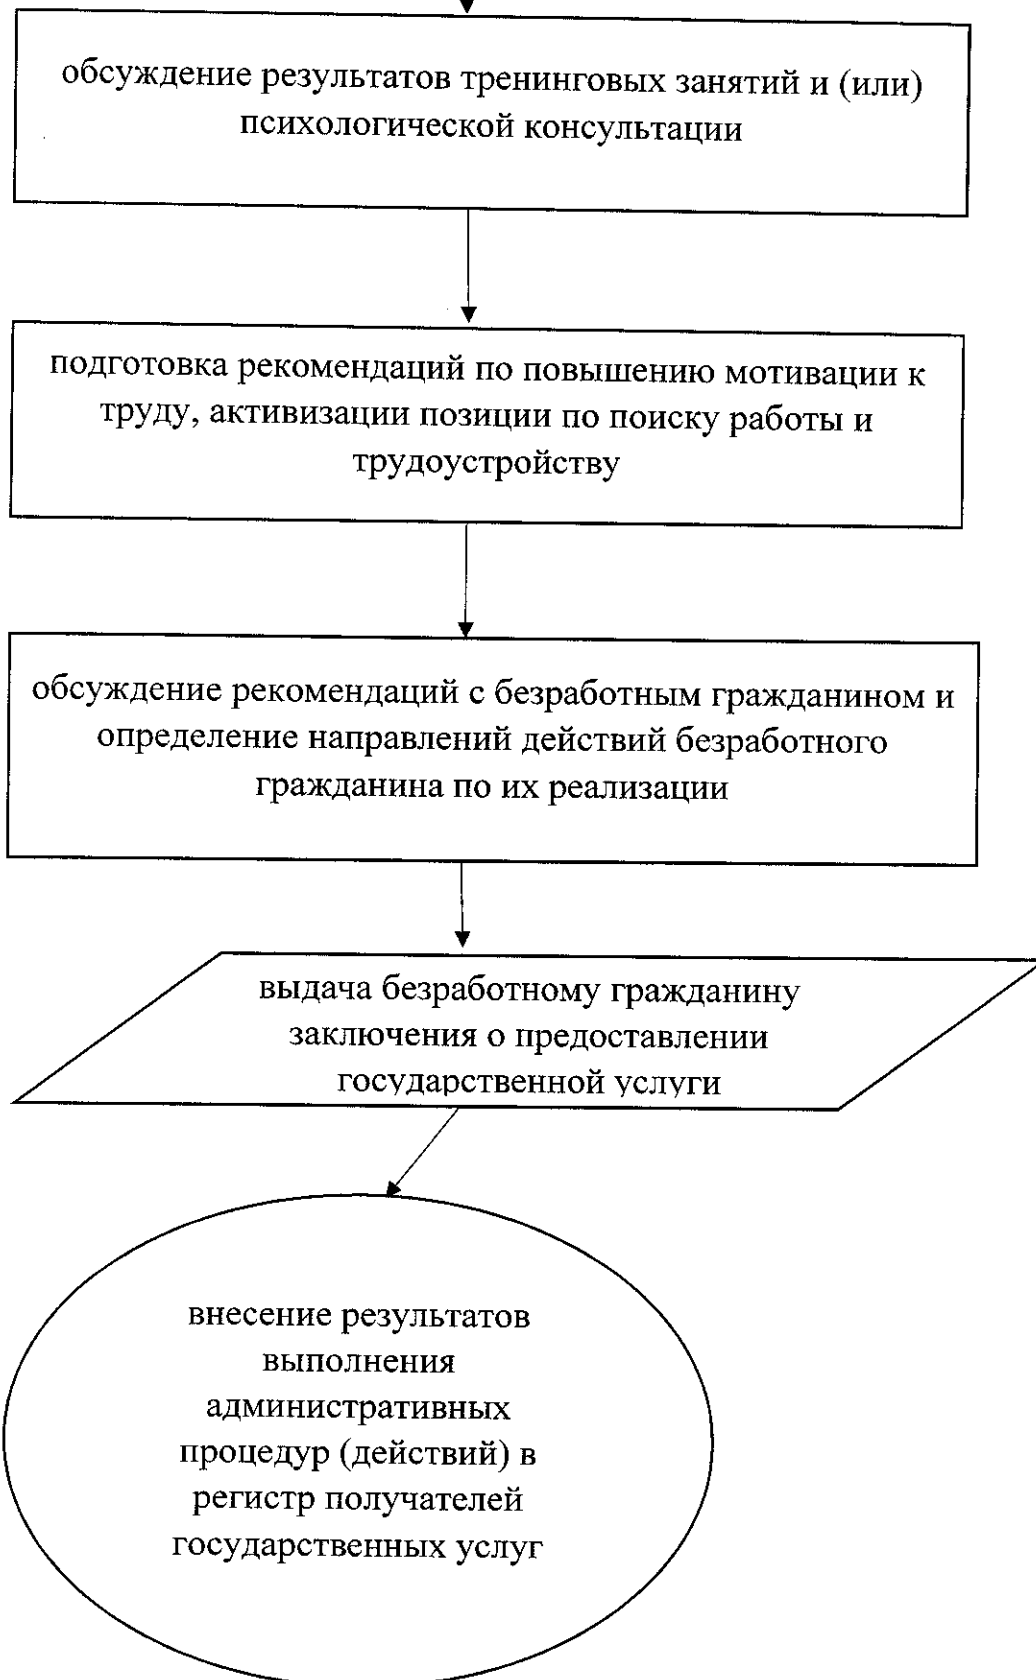 обсуждение результатов тренинговых занятий и (или)
психологической консультации
подготовка рекомендаций по повышению мотивации к
труду, активизации позиции по поиску работы и
трудоустройству
обсуждение рекомендаций с безработным гражданином и
определение направлений действий безработного
гражданина по их реализации
выдача безработному гражданину
заключения о предоставлении
государственной услуги
внесение результатов
выполнения
административных
процедур (действий) в
регистр получателей
государственных услуг